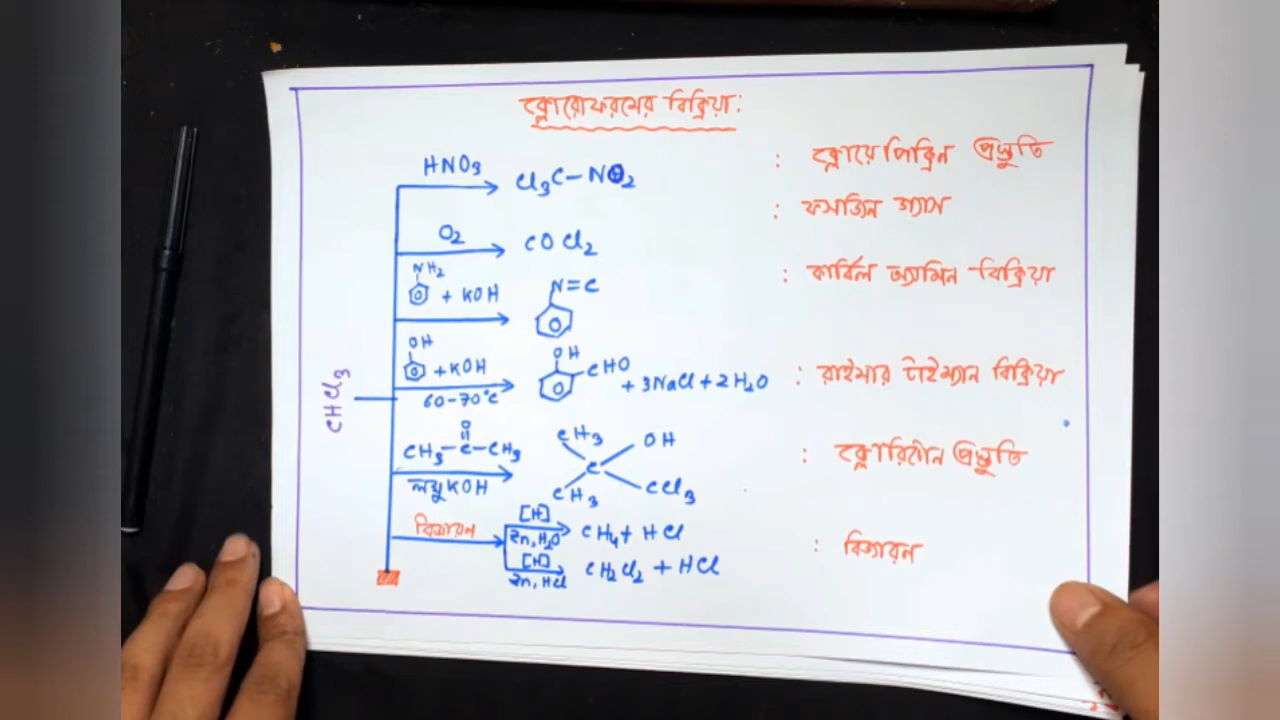 ক্লোরোফরমের বিক্রিয়া:
HNO3
Cl3C-NO2
: ক্লোরোপিক্রিন প্রস্তুতি
O2
COCl2
: ফসজিন গ্যাস
NH2
+ KOH
N=C
: কার্বিল অ্যামিন বিক্রিয়া
OH
+KOH
60-70°C
OH
CHO
+ 3NaCl + 2H2O
: রাইমার টাইম্যান বিক্রিয়া
CHCl3
O
CH3-C-CH3
লঘু KOH
CH3
OH
C
CH3
CCl3
: ক্লোরিটোন প্রস্তুতি
বিজারন
[H]
Zn, H2O
CH4 + HCl
[H]
Zn, HCl
CH2Cl2 + HCl
: বিজারন